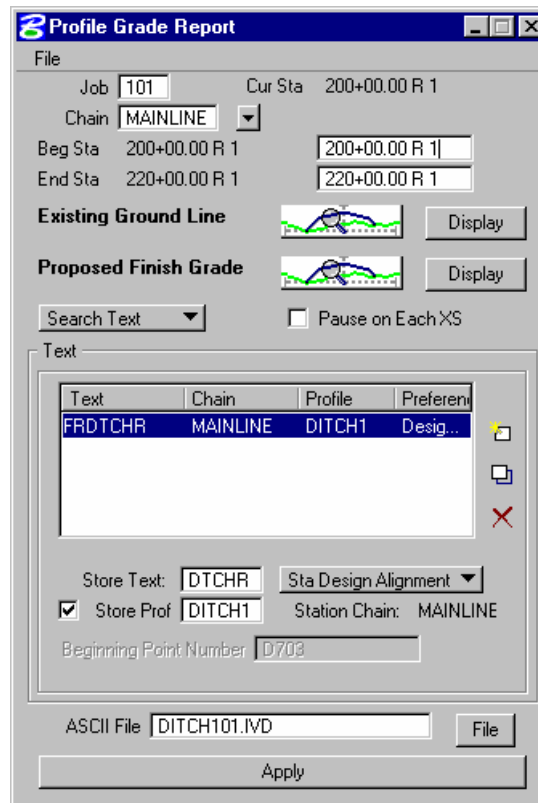 Profile Grade Report
File
Job 101 Cur Sta 200+00.00 R 1
Chain MAINLINE
Beg Sta 200+00.00 R 1 200+00.00 R 1
End Sta 220+00.00 R 1 220+00.00 R 1
Existing Ground Line Display
Proposed Finish Grade Display
Search Text Pause on Each XS
Text
Text Chain Profile Preferen
FRDTCHR MAINLINE DITCH1 Desig...
Store Text: DTCHR Sta Design Alignment
Store Prof DITCH1 Station Chain: MAINLINE
Beginning Point Number D703
ASCII File DITCH101.IVD File
Apply